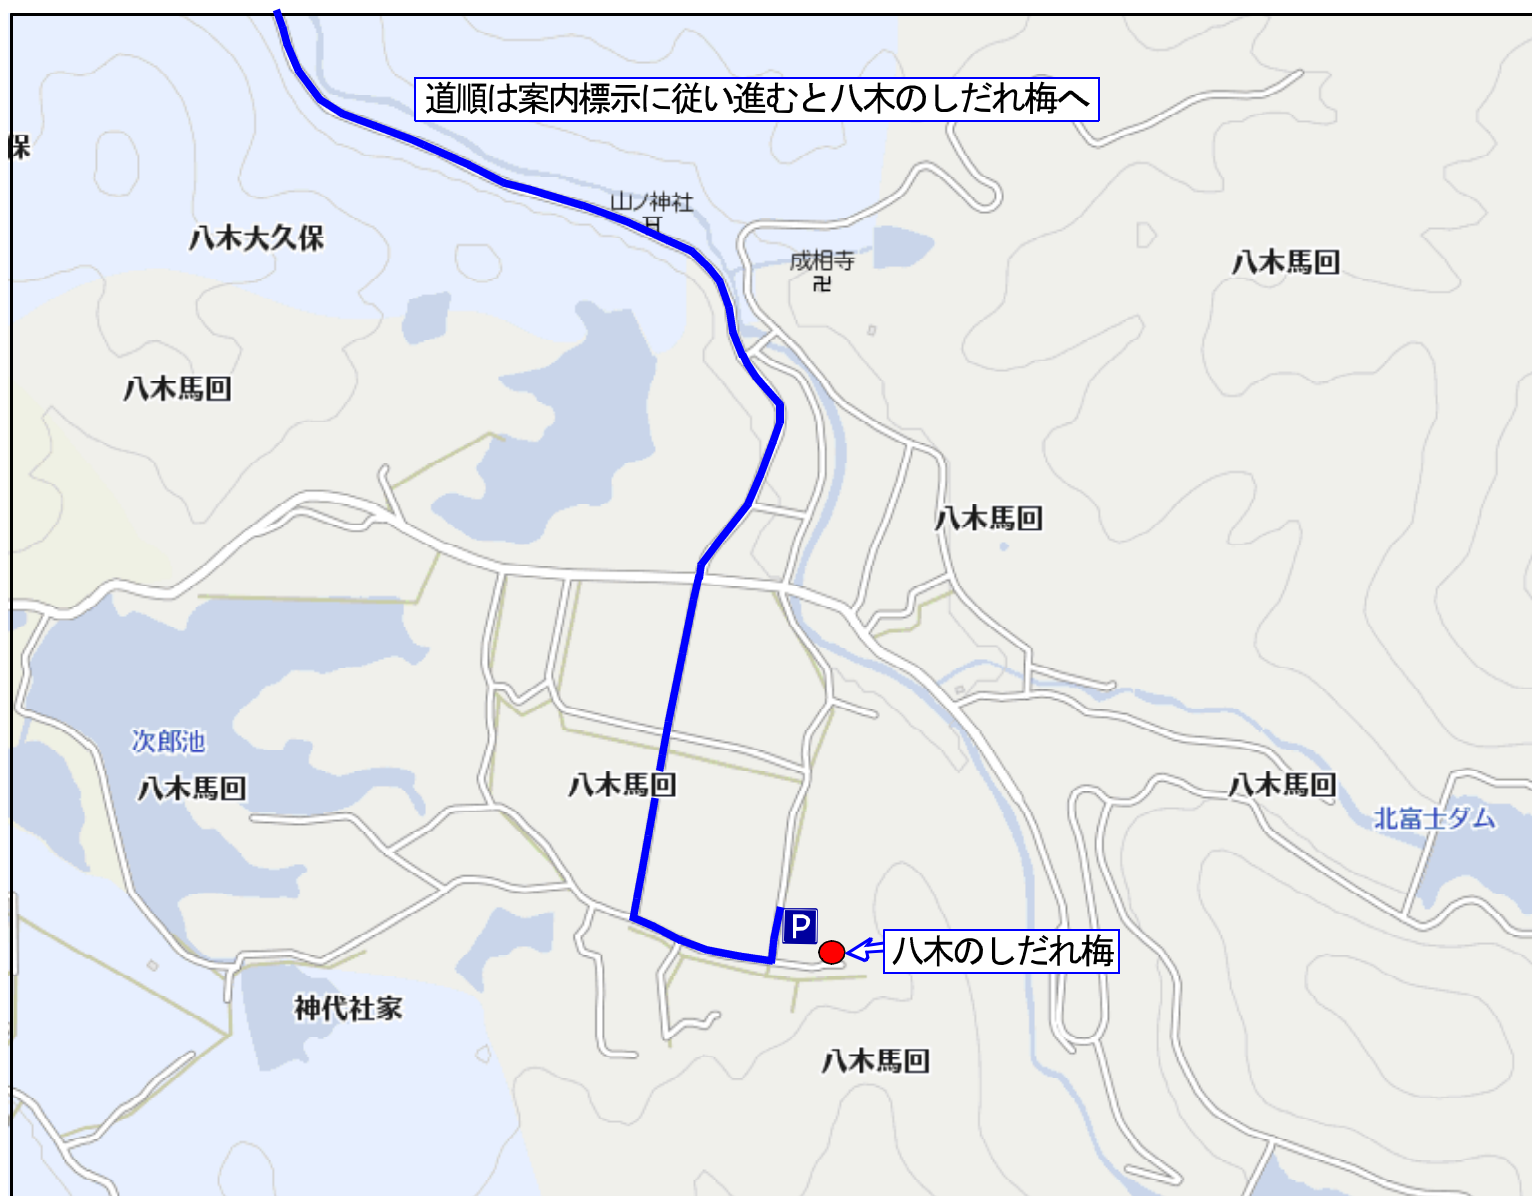 道順は案内標示に従い進むと八木のしだれ梅へ
保
山ノ神社
八木大久保
成相寺
八木馬回
八木馬回
八木馬回
次郎池
八木馬回
八木馬回
八木馬回
北富士ダム
P
八木のしだれ梅
神代社家
八木馬回